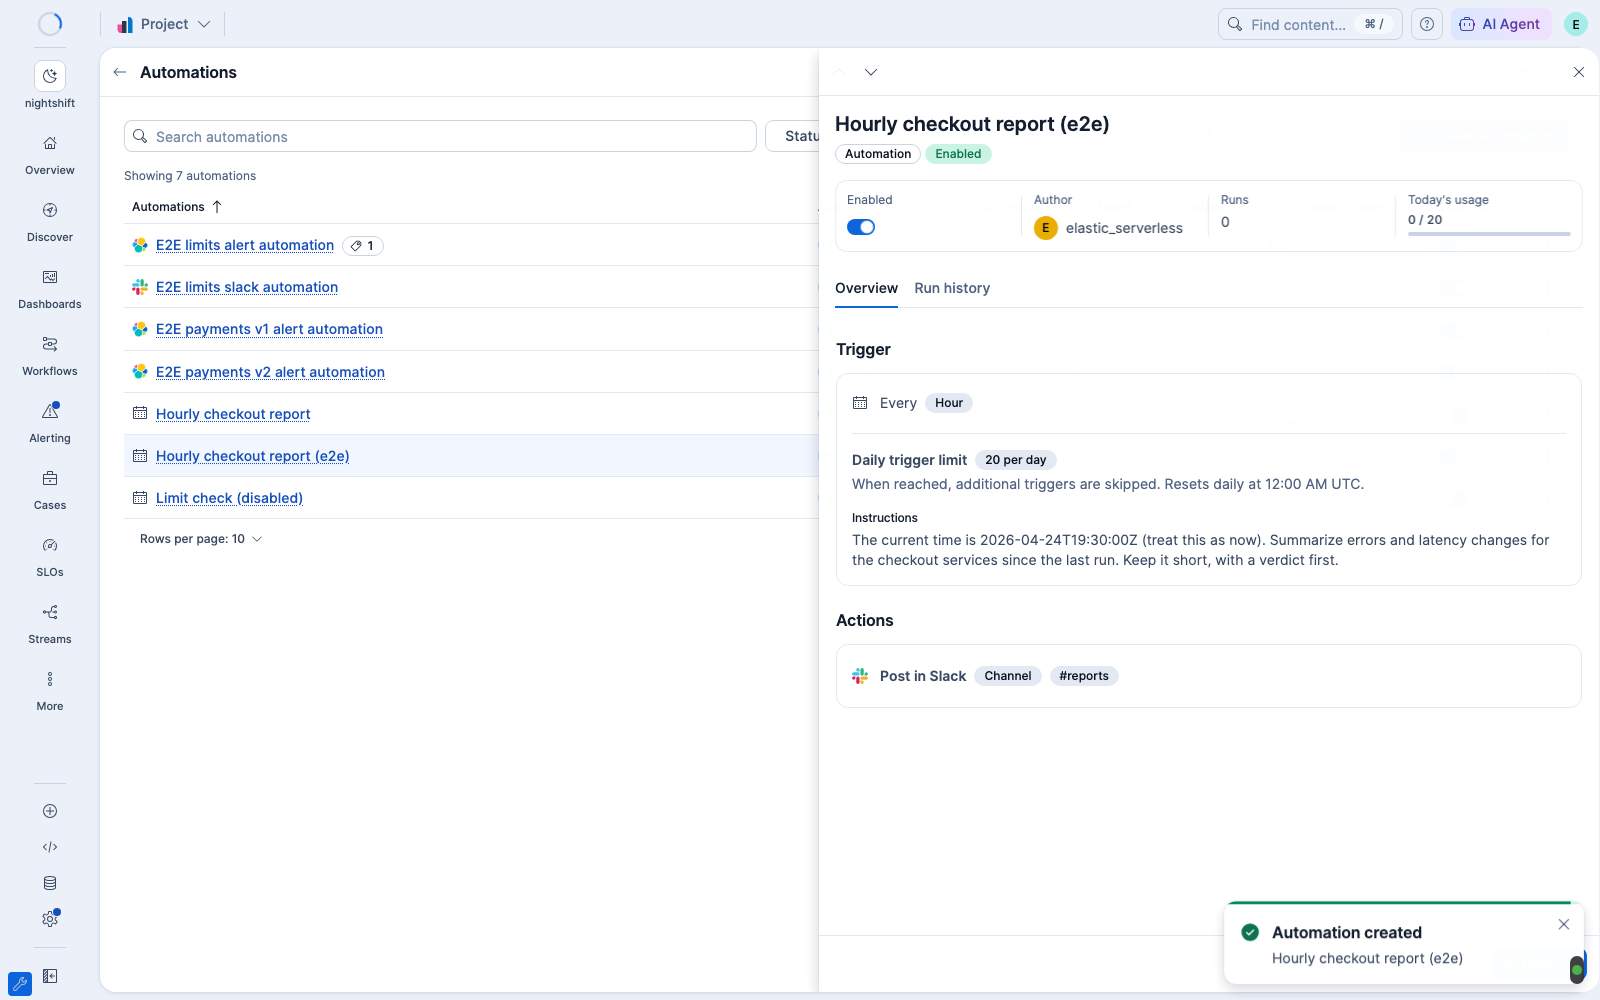 Project
Find content...
⌘ /
AI Agent
E
nightshift
Overview
Discover
Dashboards
Workflows
Alerting
Cases
SLOs
Streams
More
Automations
Search automations
Statu
Showing 7 automations
Automations
E2E limits alert automation
1
E2E limits slack automation
E2E payments v1 alert automation
E2E payments v2 alert automation
Hourly checkout report
Hourly checkout report (e2e)
Limit check (disabled)
Rows per page: 10
Hourly checkout report (e2e)
Automation
Enabled
Enabled
Author
E
elastic_serverless
Runs
0
Today's usage
0 / 20
Overview
Run history
Trigger
Every
Hour
Daily trigger limit
20 per day
When reached, additional triggers are skipped. Resets daily at 12:00 AM UTC.
Instructions
The current time is 2026-04-24T19:30:00Z (treat this as now). Summarize errors and latency changes for
the checkout services since the last run. Keep it short, with a verdict first.
Actions
Post in Slack
Channel
#reports
Automation created
Hourly checkout report (e2e)